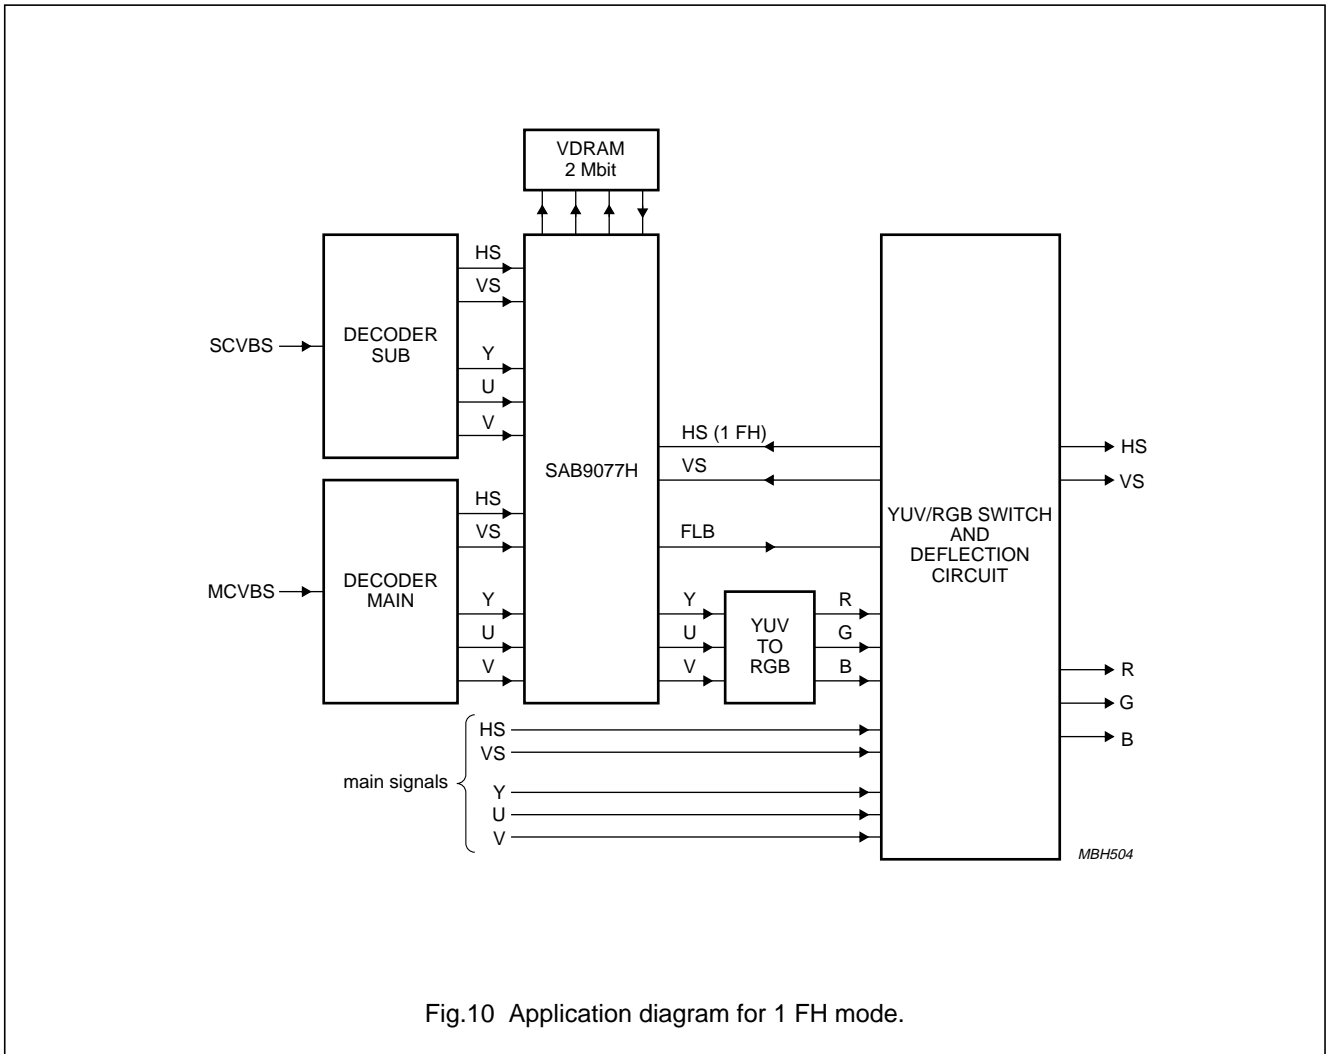 VDRAM
2 Mbit
SCVBS
DECODER
SUB
HS
VS
Y
U
V
MCVBS
DECODER
MAIN
HS
VS
Y
U
V
SAB9077H
HS (1 FH)
VS
FLB
Y
U
V
YUV
TO
RGB
R
G
B
main signals
HS
VS
Y
U
V
YUV/RGB SWITCH
AND
DEFLECTION
CIRCUIT
HS
VS
R
G
B
MBH504
Fig.10 Application diagram for 1 FH mode.